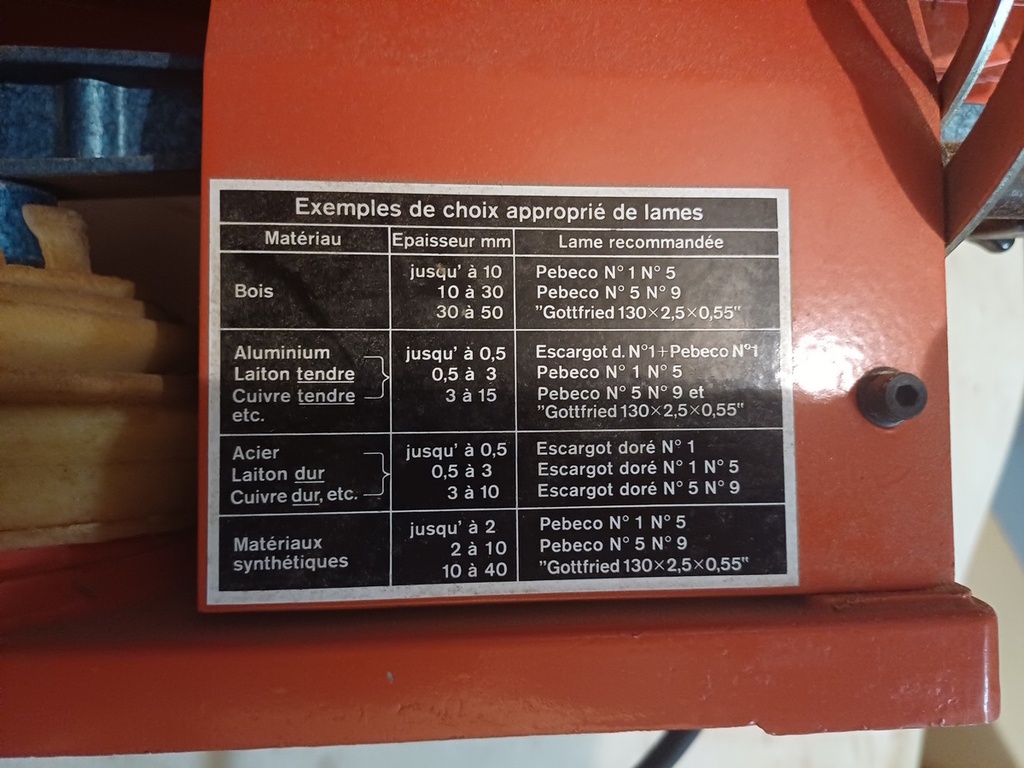 Exemples de choix approprié de lames
Matériau Epaisseur mm Lame recommandée
Bois
jusqu' à 10 Pebeco N° 1 N° 5
10 à 30 Pebeco N° 5 N° 9
30 à 50 "Gottfried 130×2,5×0,55"
Aluminium jusqu' à 0,5 Escargot d. N°1+Pebeco N°1
Laiton tendre 0,5 à 3 Pebeco N° 1 N° 5
Cuivre tendre 3 à 15 Pebeco N° 5 N° 9 et
etc. "Gottfried 130×2,5×0,55"
Acier jusqu' à 0,5 Escargot doré N° 1
Laiton dur 0,5 à 3 Escargot doré N° 1 N° 5
Cuivre dur, etc. 3 à 10 Escargot doré N° 5 N° 9
Matériaux
synthétiques
jusqu' à 2 Pebeco N° 1 N° 5
2 à 10 Pebeco N° 5 N° 9
10 à 40 "Gottfried 130×2,5×0,55"